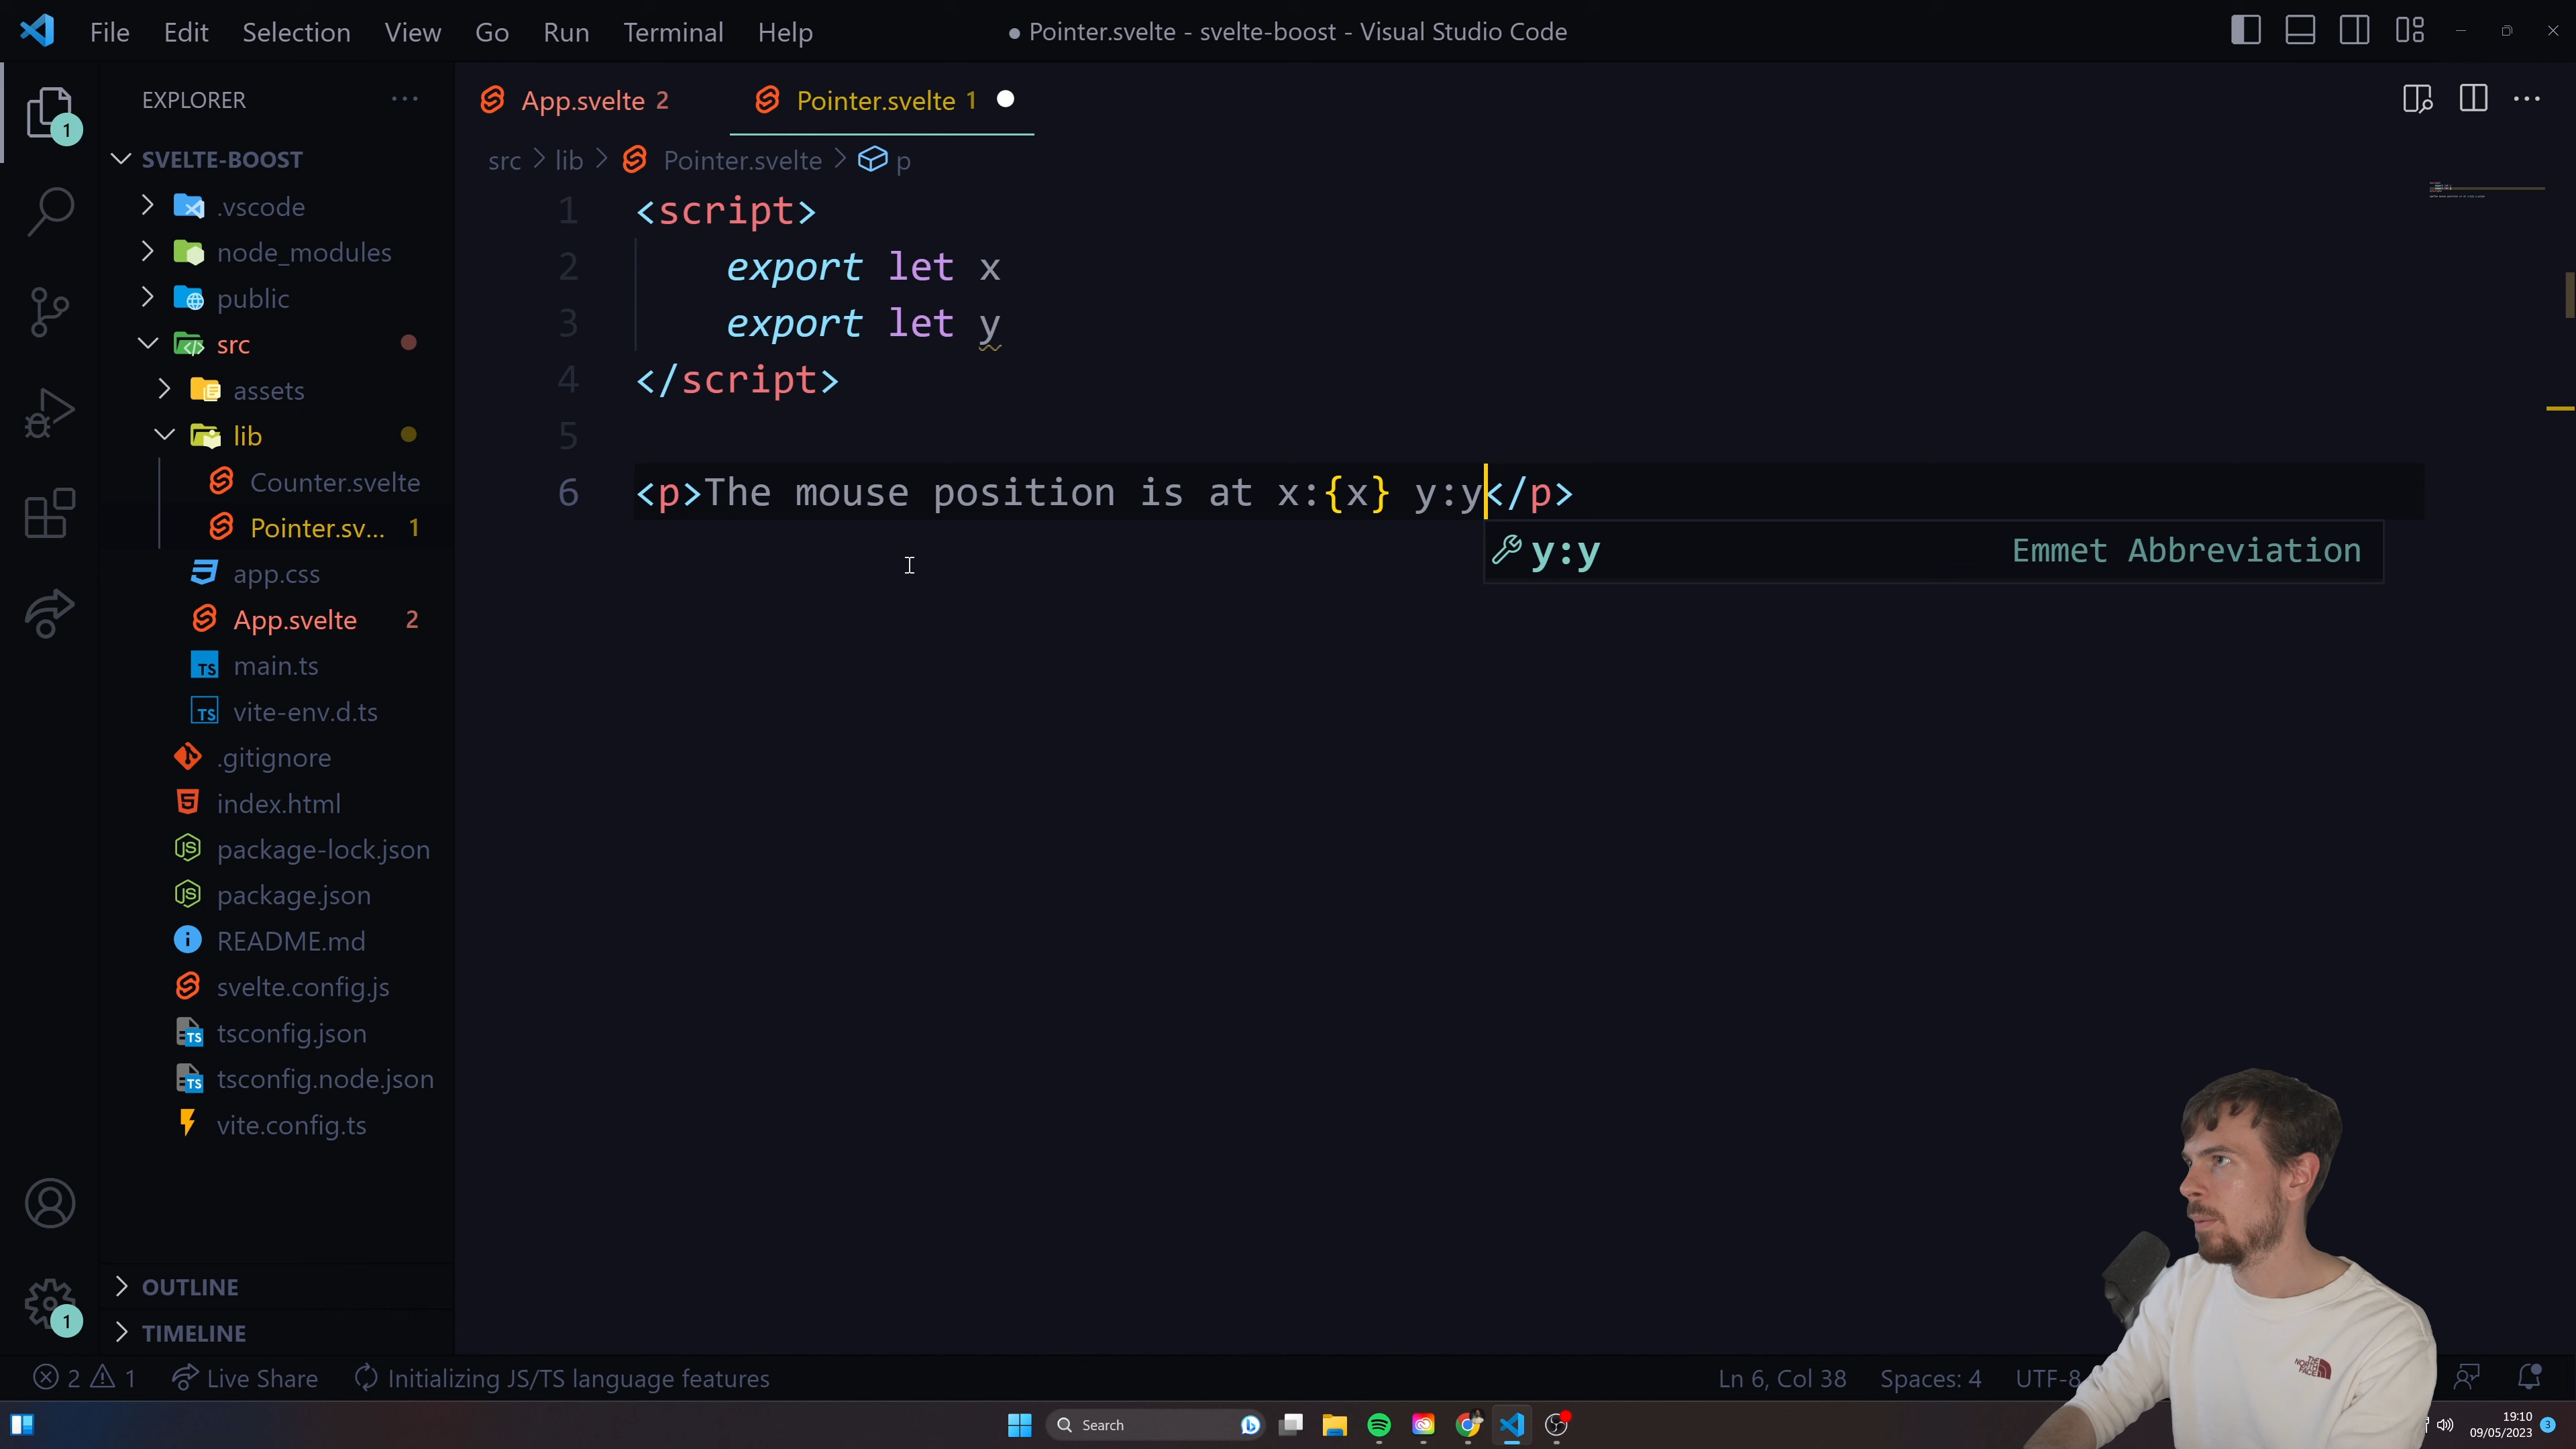 File Edit Selection View Go Run Terminal Help
● Pointer.svelte - svelte-boost - Visual Studio Code
EXPLORER
1
SVELTE-BOOST
.vscode
node_modules
public
src
assets
lib
Counter.svelte
Pointer.sv... 1
app.css
App.svelte 2
main.ts
vite-env.d.ts
.gitignore
index.html
package-lock.json
package.json
README.md
svelte.config.js
tsconfig.json
tsconfig.node.json
vite.config.ts
OUTLINE
1
TIMELINE
App.svelte 2 Pointer.svelte 1
src > lib > Pointer.svelte > p
1 <script>
2 export let x
3 export let y
4 </script>
5
6 <p>The mouse position is at x:{x} y:y</p>
y:y Emmet Abbreviation
THE NORTH FACE
2 1 Live Share Initializing JS/TS language features Ln 6, Col 38 Spaces: 4 UTF-8
Search
19:10
09/05/2023 3